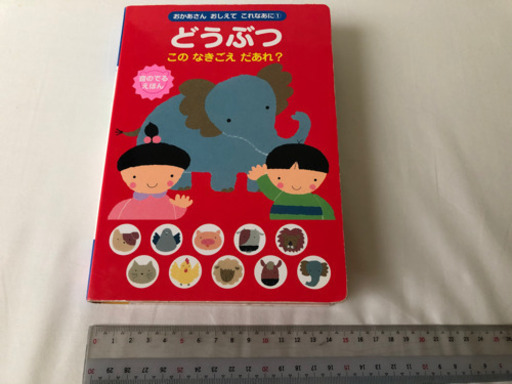 おかあさん おしえて これなあに①
どうぶつ
この なきごえ だあれ?
音のでる
えほん